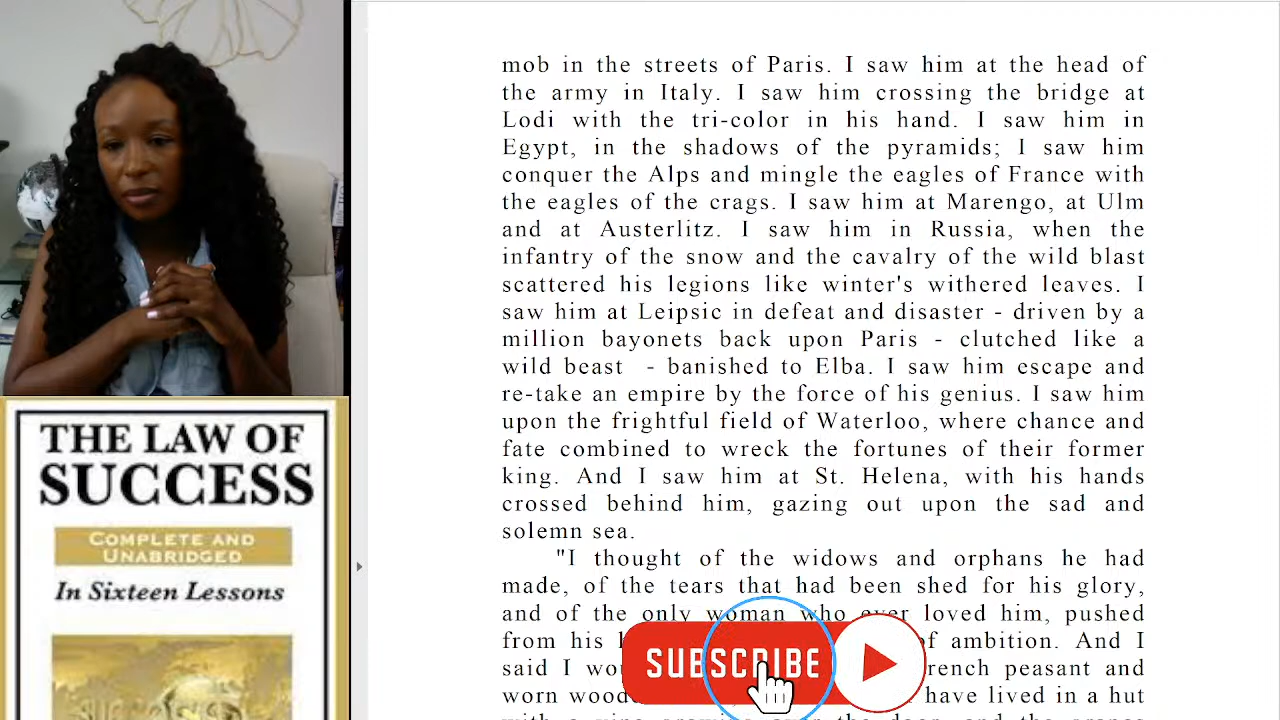 mob in the streets of Paris. I saw him at the head of
the army in Italy. I saw him crossing the bridge at
Lodi with the tri-color in his hand. I saw him in
Egypt, in the shadows of the pyramids; I saw him
conquer the Alps and mingle the eagles of France with
the eagles of the crags. I saw him at Marengo, at Ulm
and at Austerlitz. I saw him in Russia, when the
infantry of the snow and the cavalry of the wild blast
scattered his legions like winter's withered leaves. I
saw him at Leipsic in defeat and disaster - driven by a
million bayonets back upon Paris - clutched like a
wild beast - banished to Elba. I saw him escape and
re-take an empire by the force of his genius. I saw him
upon the frightful field of Waterloo, where chance and
fate combined to wreck the fortunes of their former
king. And I saw him at St. Helena, with his hands
crossed behind him, gazing out upon the sad and
solemn sea.
"I thought of the widows and orphans he had
made, of the tears that had been shed for his glory,
and of the only woman who ever loved him, pushed
from his of ambition. And I
said I peasant and
worn have lived in a hut
SUBSCRIBE
THE LAW OF
SUCCESS
COMPLETE AND
UNABRIDGED
In Sixteen Lessons